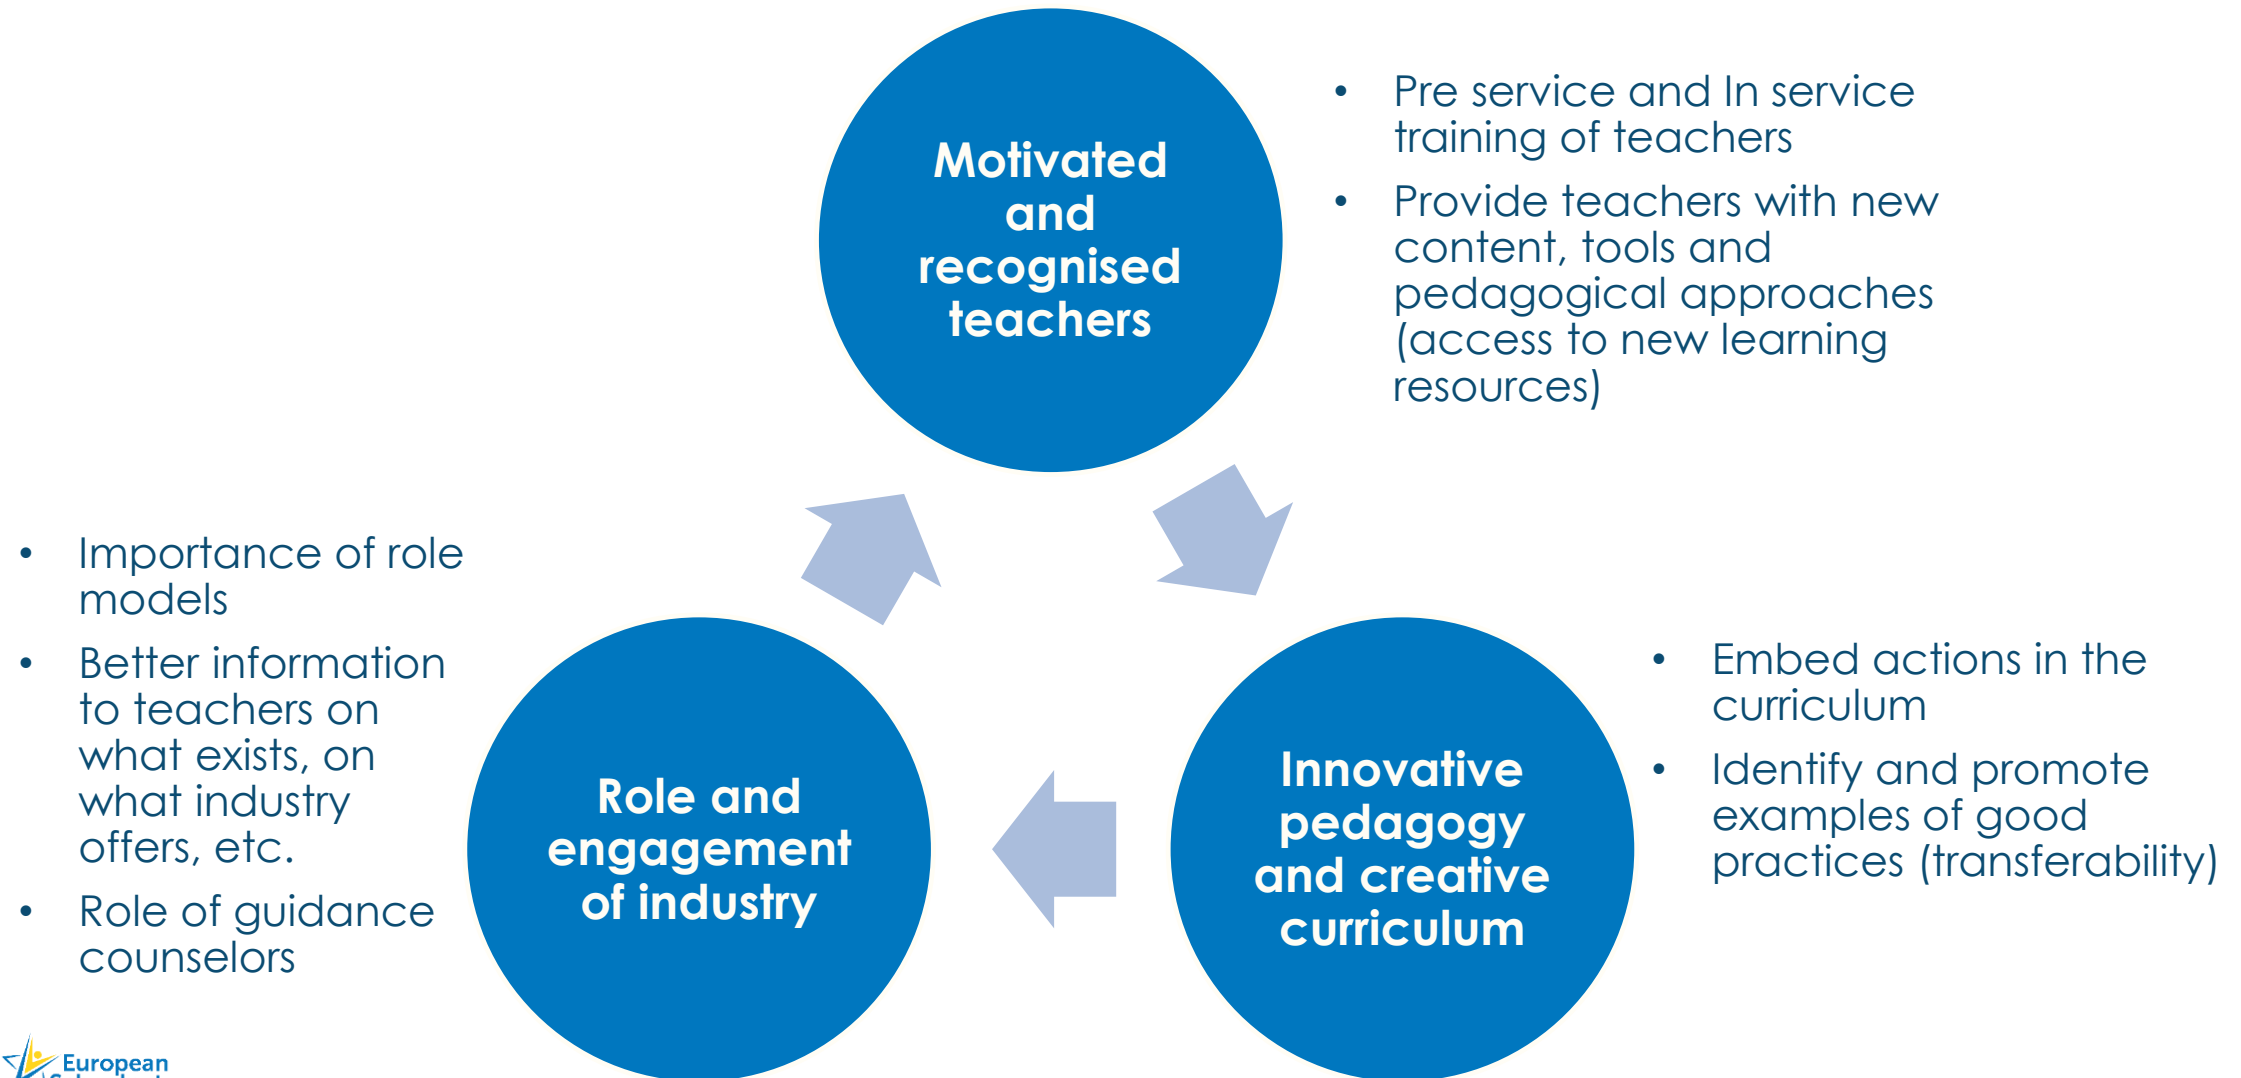 Motivated
and
recognised
teachers
• Pre service and In service
training of teachers
• Provide teachers with new
content, tools and
pedagogical approaches
(access to new learning
resources)
• Importance of role
models
• Better information
to teachers on
what exists, on
what industry
offers, etc.
• Role of guidance
counselors
Role and
engagement
of industry
Innovative
pedagogy
and creative
curriculum
• Embed actions in the
curriculum
• Identify and promote
examples of good
practices (transferability)
European